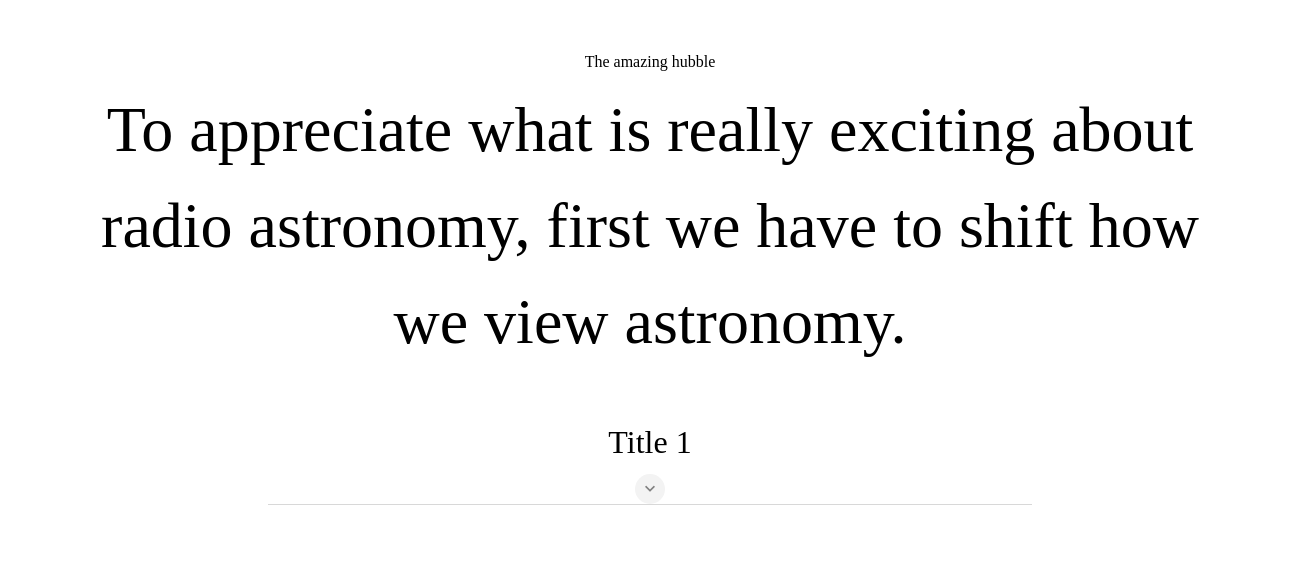 The amazing hubble
To appreciate what is really exciting about
radio astronomy, first we have to shift how
we view astronomy.
Title 1